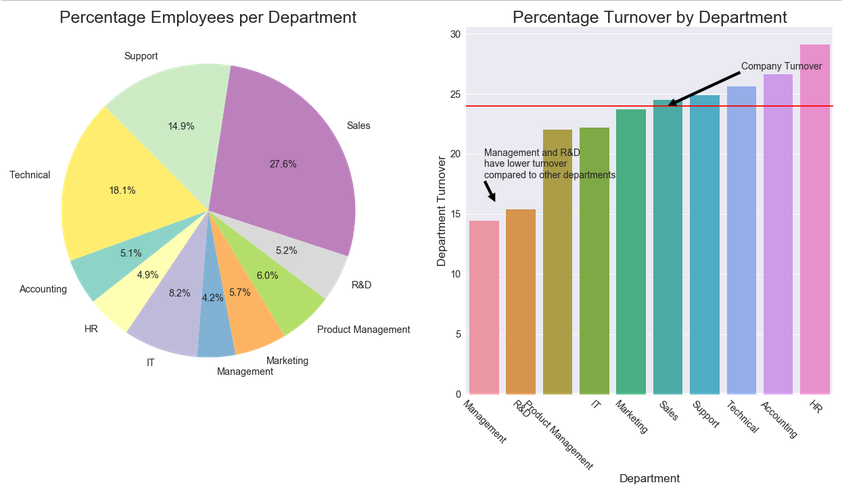 Percentage Employees per Department
Support
Sales
14.9%
27.6%
Technical
18.1%
5.1%
5.2%
4.9%
6.0%
8.2%
4.2%
5.7%
Accounting
R&D
HR
Product Management
IT
Marketing
Management
Percentage Turnover by Department
30
25
20
15
10
5
0
Department Turnover
Company Turnover
Management and R&D
have lower turnover
compared to other departments
Management
R&D
Product Management
IT
Marketing
Sales
Support
Technical
Accounting
HR
Department